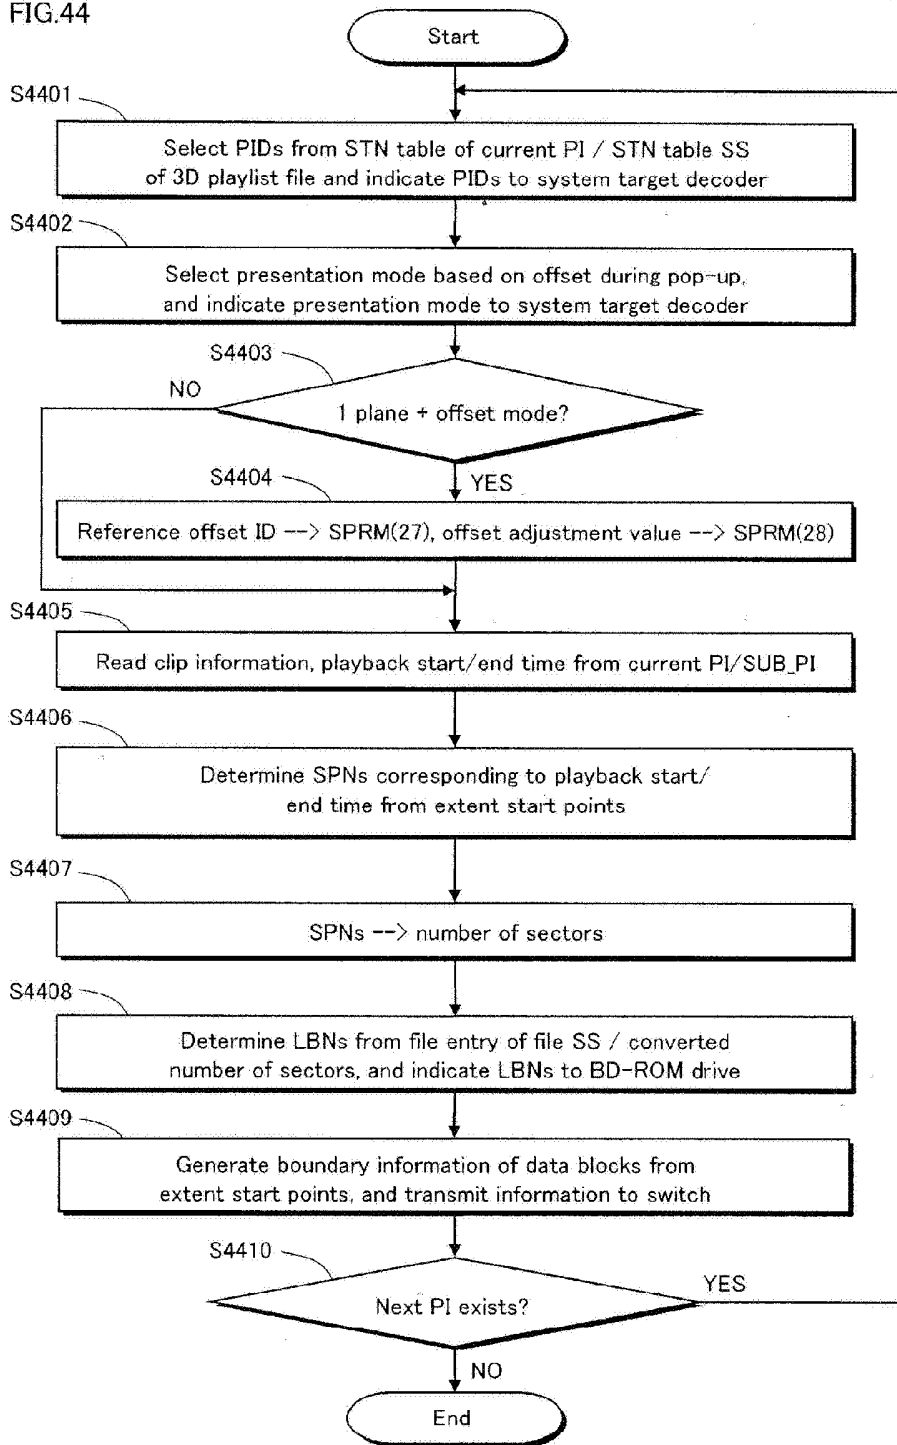 FIG.44
Start
S4401
Select PIDs from STN table of current PI / STN table SS
of 3D playlist file and indicate PIDs to system target decoder
S4402
Select presentation mode based on offset during pop-up,
and indicate presentation mode to system target decoder
S4403
NO
1 plane + offset mode?
YES
S4404
Reference offset ID --> SPRM(27), offset adjustment value --> SPRM(28)
S4405
Read clip information, playback start/end time from current PI/SUB_PI
S4406
Determine SPNs corresponding to playback start/
end time from extent start points
S4407
SPNs --> number of sectors
S4408
Determine LBNs from file entry of file SS / converted
number of sectors, and indicate LBNs to BD-ROM drive
S4409
Generate boundary information of data blocks from
extent start points, and transmit information to switch
S4410
YES
Next PI exists?
NO
End